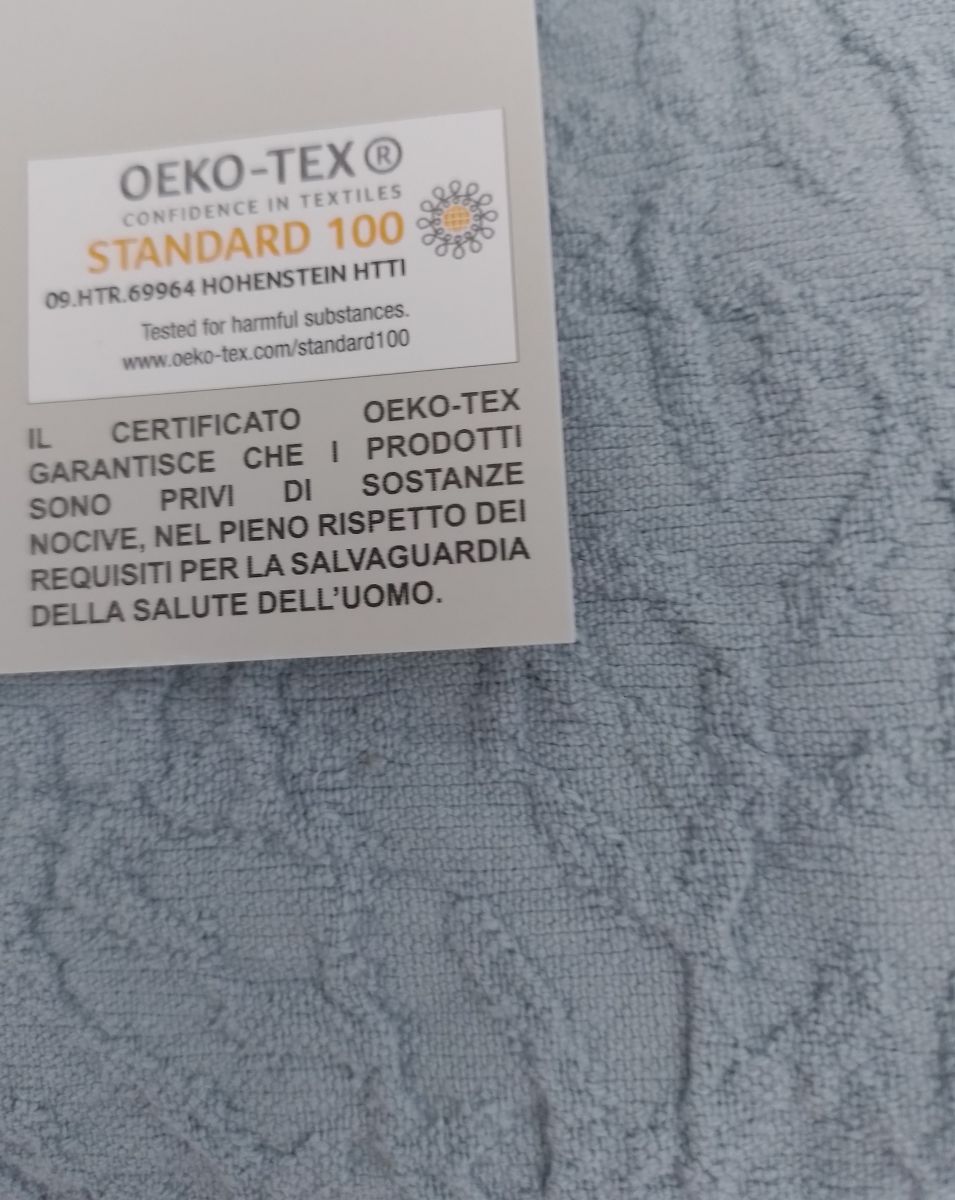 OEKO-TEX®
CONFIDENCE IN TEXTILES
STANDARD 100
09.HTR.69964 HOHENSTEIN HTTI
Tested for harmful substances.
www.oeko-tex.com/standard100
IL CERTIFICATO OEKO-TEX
GARANTISCE CHE I PRODOTTI
SONO PRIVI DI SOSTANZE
NOCIVE, NEL PIENO RISPETTO DEI
REQUISITI PER LA SALVAGUARDIA
DELLA SALUTE DELL'UOMO.